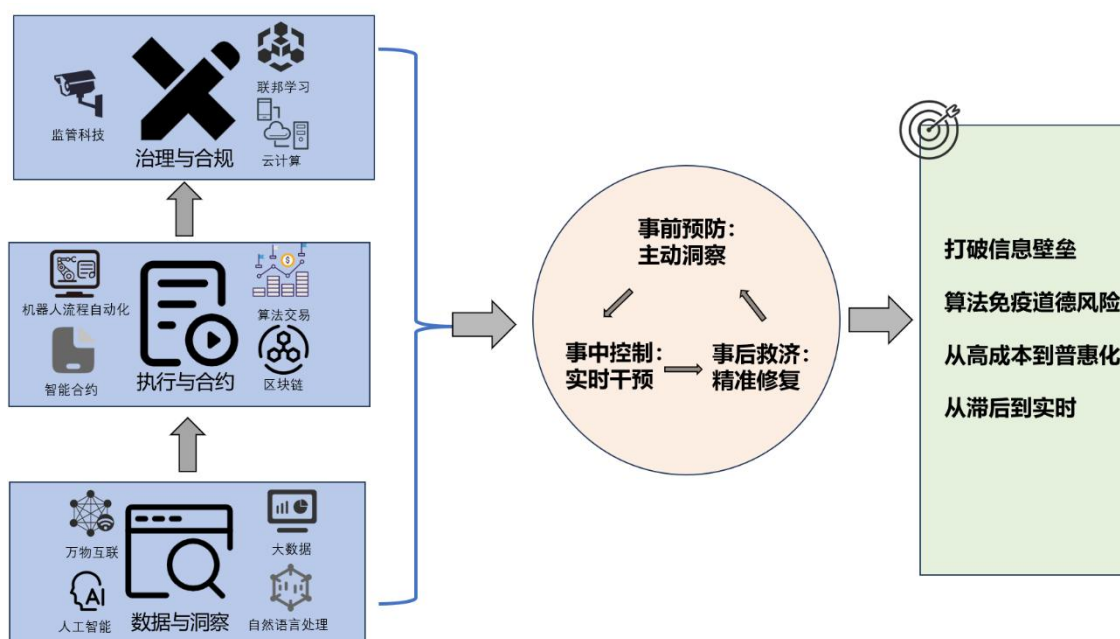 监管科技
联邦学习
云计算
治理与合规
机器人流程自动化
算法交易
智能合约
区块链
执行与合约
万物互联
大数据
AI
人工智能
自然语言处理
数据与洞察
事前预防：
主动洞察
事中控制：
实时干预
事后救济：
精准修复
打破信息壁垒
算法免疫道德风险
从高成本到普惠化
从滞后到实时